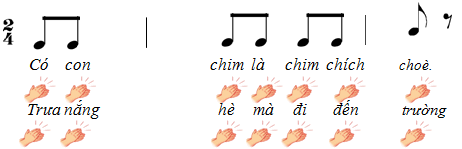 2
4
Có con chim là chim chích choè.
Trưa nắng hè mà đi đến trường